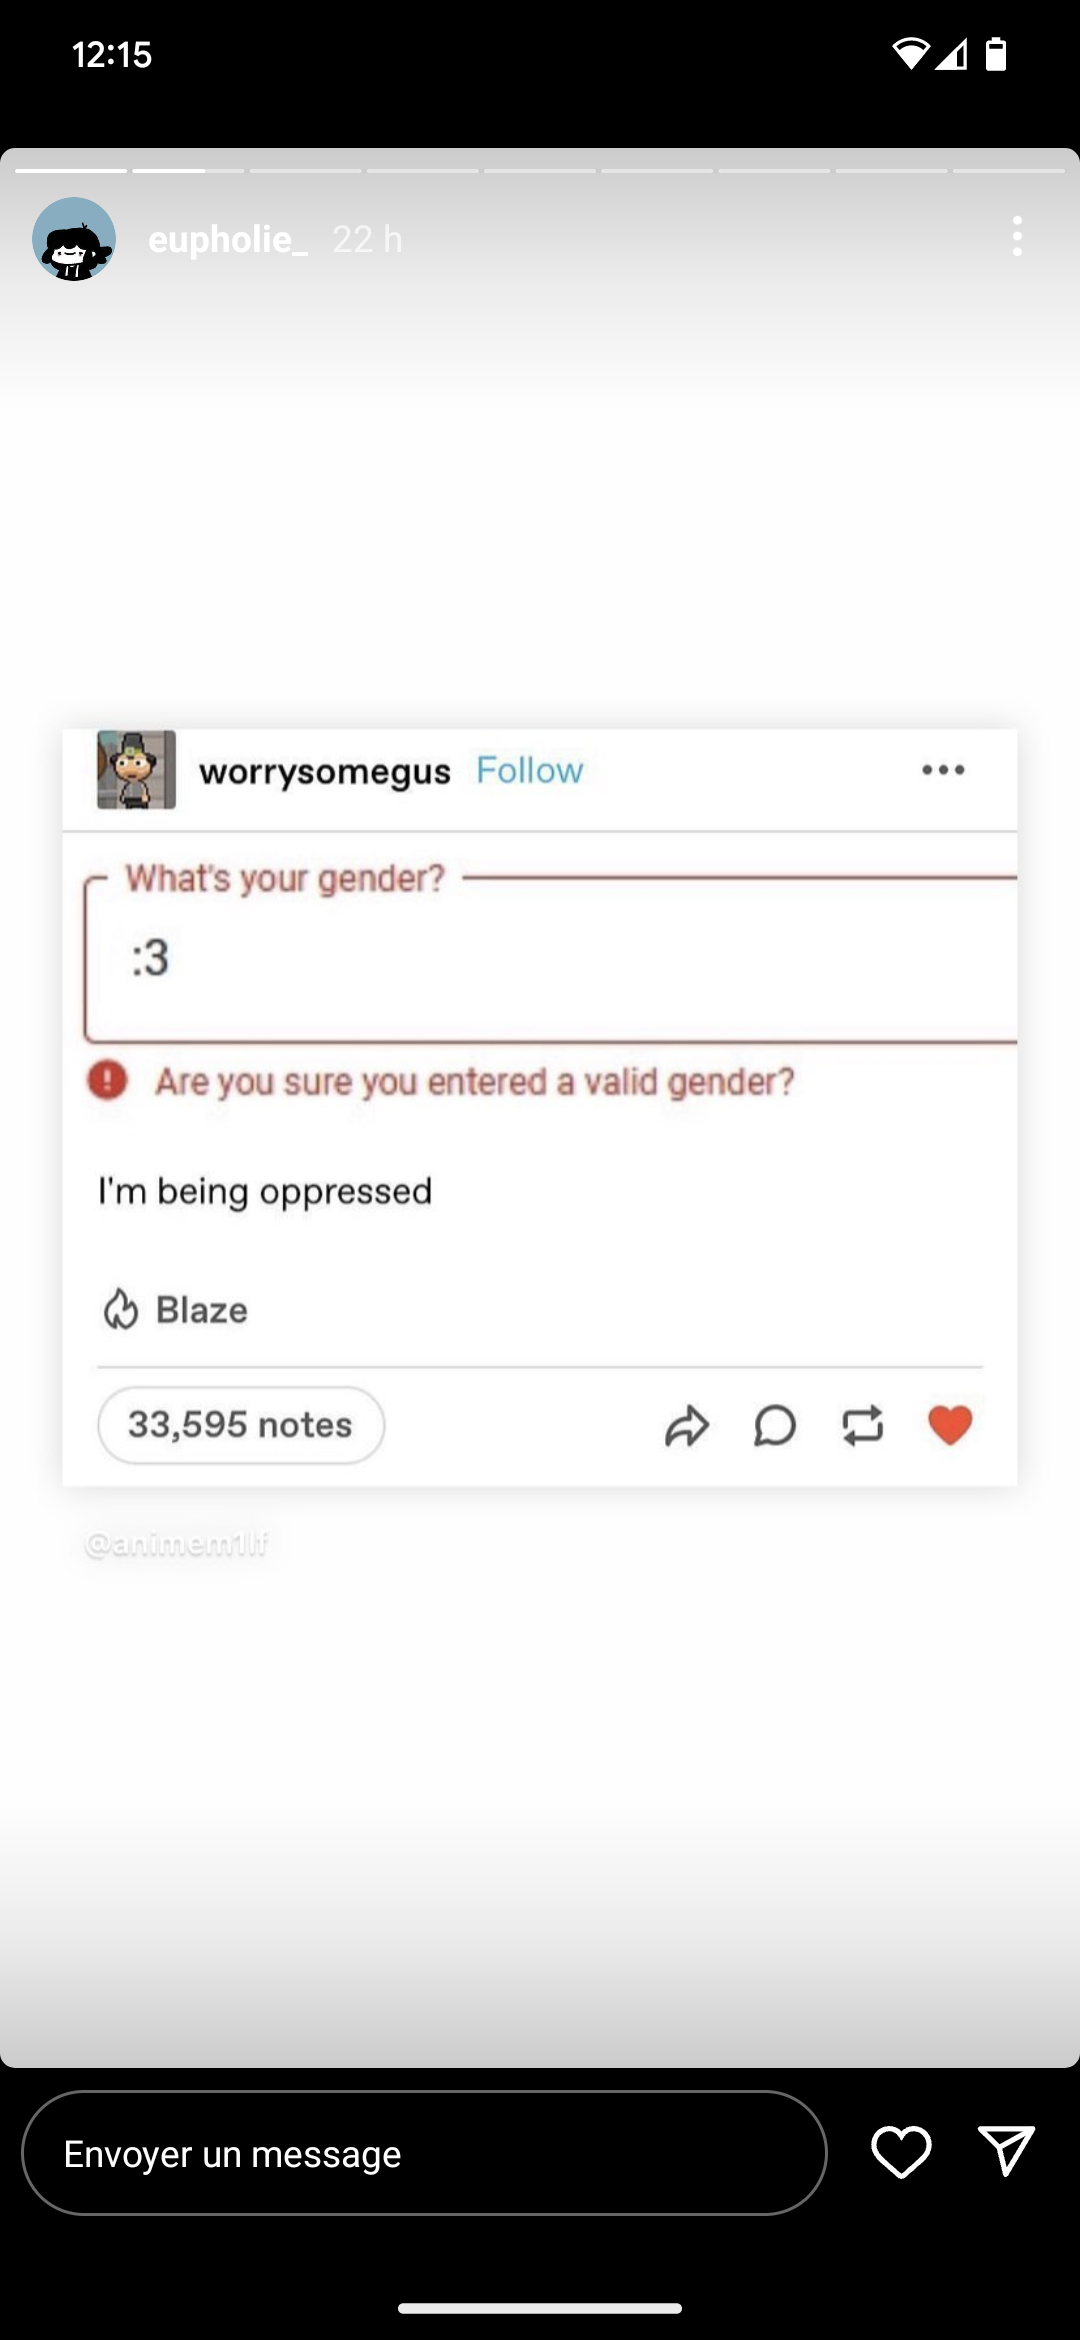 12:15
eupholie_ 22 h
worrysomegus Follow
What's your gender?
:3
Are you sure you entered a valid gender?
I'm being oppressed
Blaze
33,595 notes
@animem1lf
Envoyer un message